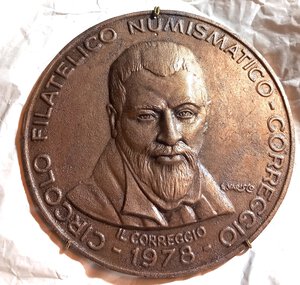 CIRCOLO FILATELICO NUMISMATICO - CORREGGIO
IL CORREGGIO
- 1978 -